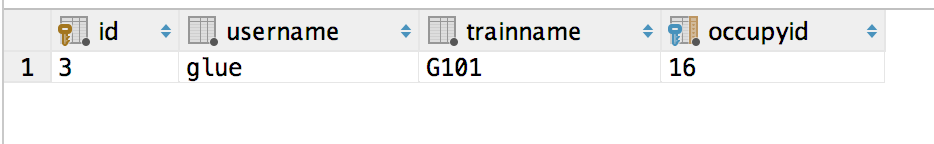 id username trainname occupyid
1 3 glue G101 16